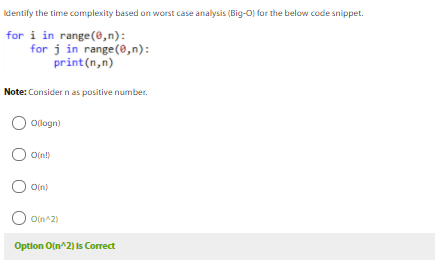 Identify the time complexity based on worst case analysis (Big-O) for the below code snippet.
for i in range(0,n):
    for j in range(0,n):
        print(n,n)
Note: Consider n as positive number.
O(logn)
O(n!)
O(n)
O(n^2)
Option O(n^2) is Correct